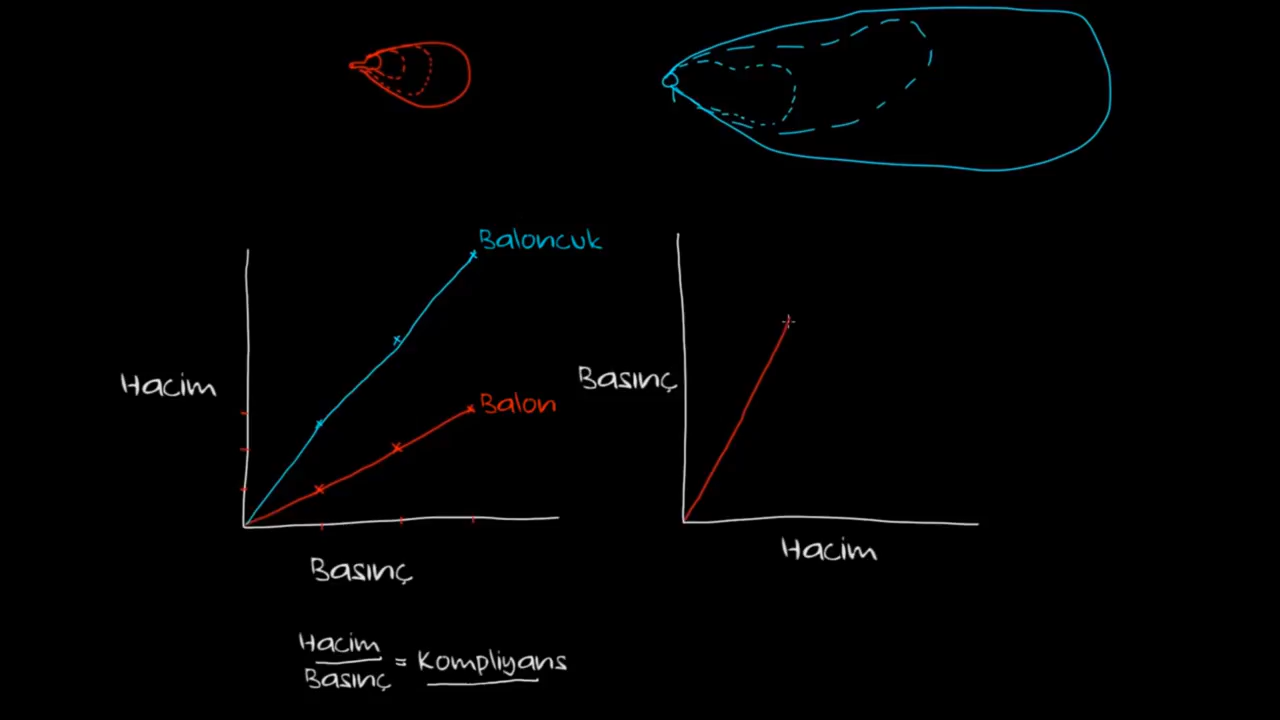 Baloncuk
Hacim
Balon
Basınç
Basınç
Hacim
Hacim
Basınç
= Kompliyans